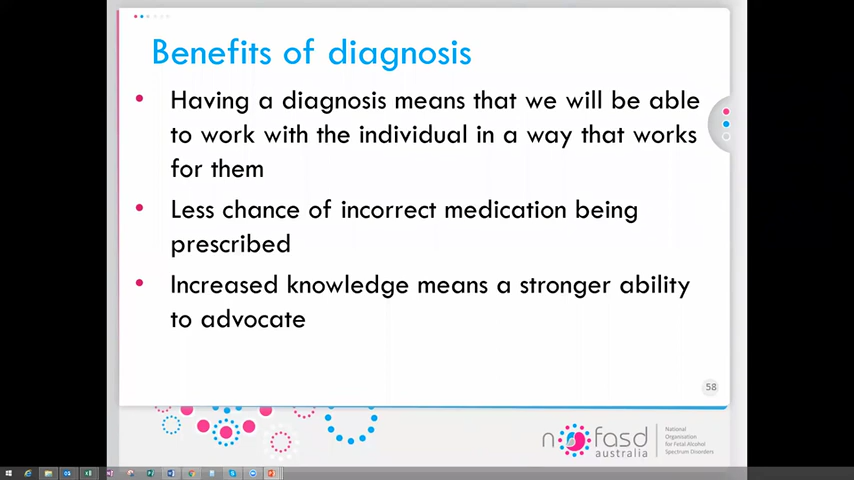 Benefits of diagnosis
• Having a diagnosis means that we will be able
to work with the individual in a way that works
for them
• Less chance of incorrect medication being
prescribed
• Increased knowledge means a stronger ability
to advocate
58
nofasd
australia
National
Organisation
for Fetal Alcohol
Spectrum Disorders